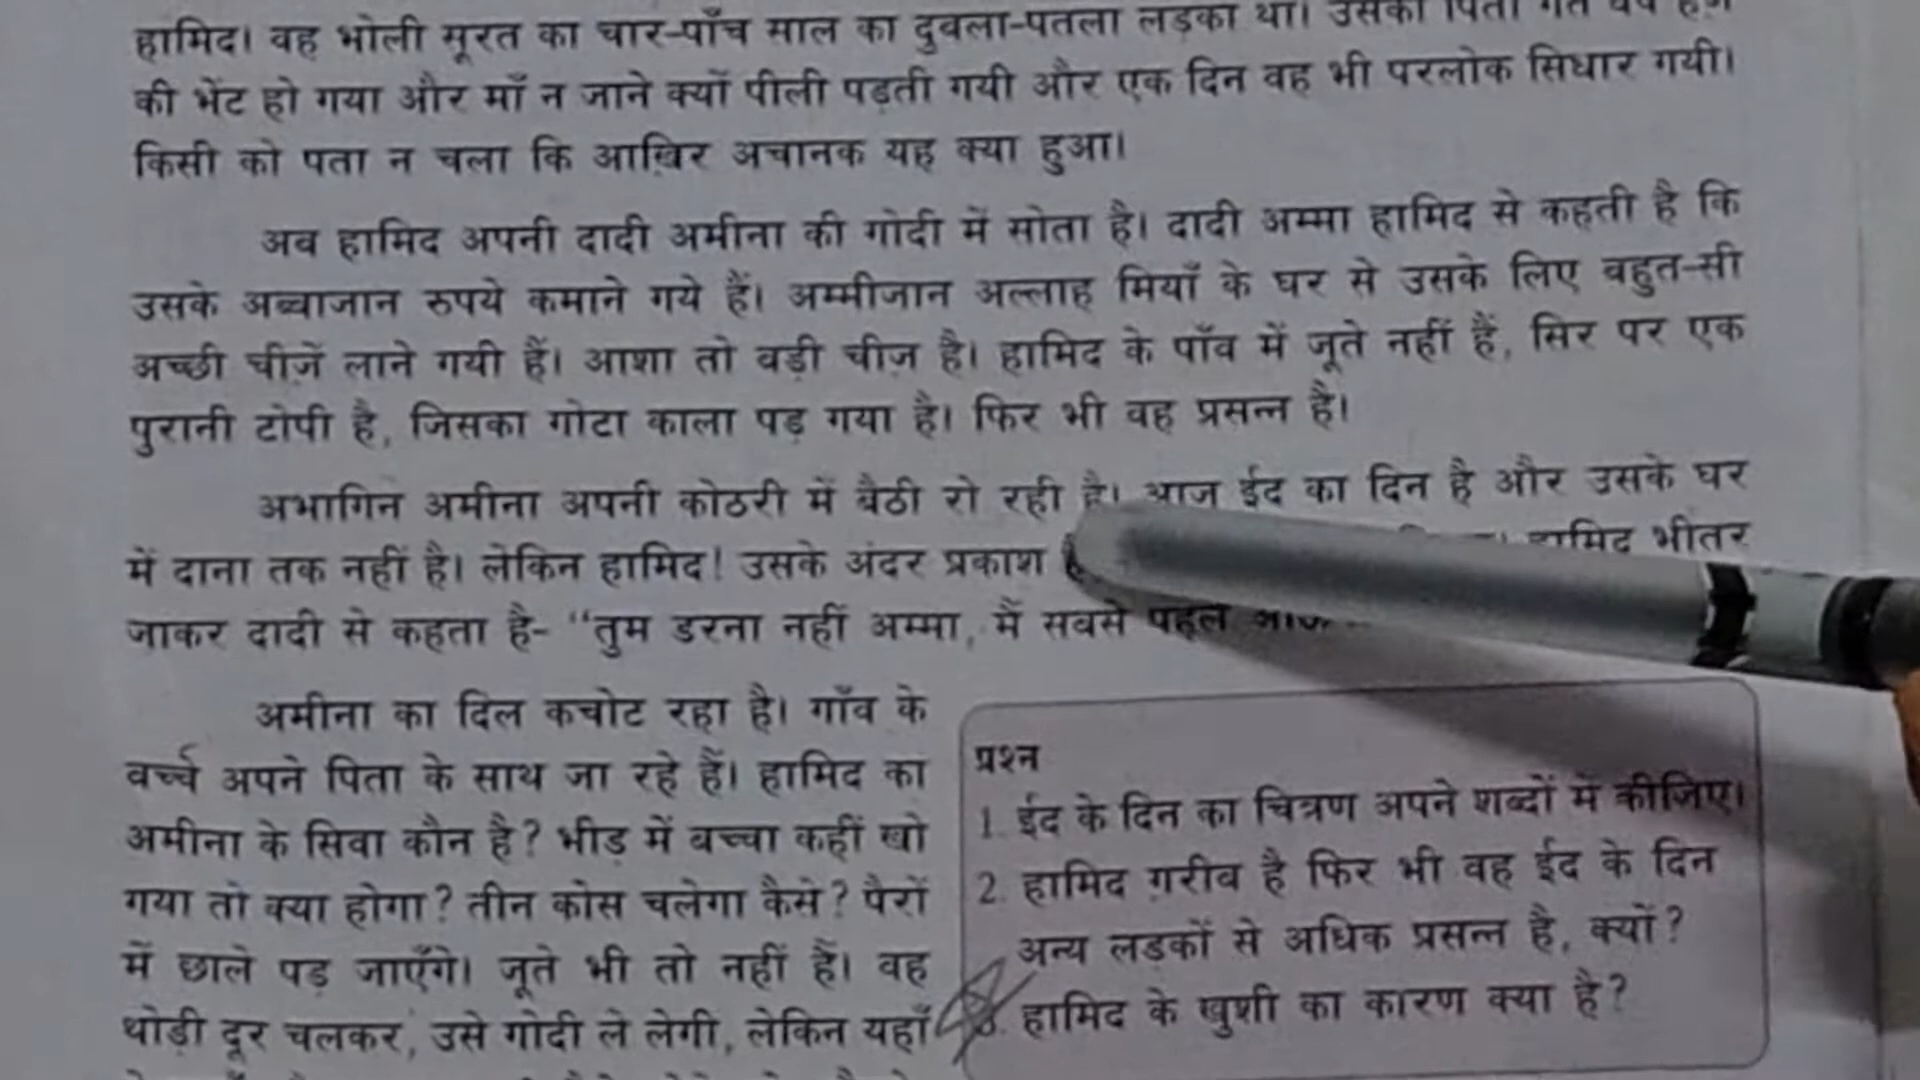 हामिद। वह भोली सूरत का चार-पाँच साल का दुबला-पतला लड़का था। उसका पिता गत वर्ष
की भेंट हो गया और माँ न जाने क्यों पीली पड़ती गयी और एक दिन वह भी परलोक सिधार गयी।
किसी को पता न चला कि आख़िर अचानक यह क्या हुआ।
अब हामिद अपनी दादी अमीना की गोदी में सोता है। दादी अम्मा हामिद से कहती है कि
उसके अब्बाजान रुपये कमाने गये हैं। अम्मीजान अल्लाह मियाँ के घर से उसके लिए बहुत-सी
अच्छी चीज़ें लाने गयी हैं। आशा तो बड़ी चीज़ है। हामिद के पाँव में जूते नहीं हैं, सिर पर एक
पुरानी टोपी है, जिसका गोटा काला पड़ गया है। फिर भी वह प्रसन्न है।
अभागिन अमीना अपनी कोठरी में बैठी रो रही है। आज ईद का दिन है और उसके घर
में दाना तक नहीं है। लेकिन हामिद! उसके अंदर प्रकाश हामिद भीतर
जाकर दादी से कहता है- “तुम डरना नहीं अम्मा, मैं सबसे पहले
अमीना का दिल कचोट रहा है। गाँव के
बच्चे अपने पिता के साथ जा रहे हैं। हामिद का
अमीना के सिवा कौन है? भीड़ में बच्चा कहीं खो
गया तो क्या होगा? तीन कोस चलेगा कैसे? पैरों
में छाले पड़ जाएँगे। जूते भी तो नहीं हैं। वह
थोड़ी दूर चलकर, उसे गोदी ले लेगी, लेकिन यहाँ
प्रश्न
1. ईद के दिन का चित्रण अपने शब्दों में कीजिए।
2. हामिद ग़रीब है फिर भी वह ईद के दिन
अन्य लड़कों से अधिक प्रसन्न है, क्यों?
3. हामिद के खुशी का कारण क्या है?